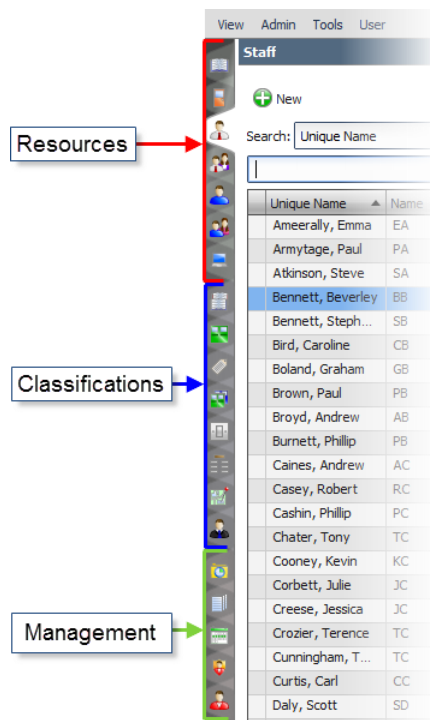 View Admin Tools User
Staff
New
Search: Unique Name
Unique Name Name
Ameerally, Emma EA
Armytage, Paul PA
Atkinson, Steve SA
Bennett, Beverley BB
Bennett, Steph... SB
Bird, Caroline CB
Boland, Graham GB
Brown, Paul PB
Broyd, Andrew AB
Burnett, Phillip PB
Caines, Andrew AC
Casey, Robert RC
Cashin, Phillip PC
Chater, Tony TC
Cooney, Kevin KC
Corbett, Julie JC
Creese, Jessica JC
Crozier, Terence TC
Cunningham, T... TC
Curtis, Carl CC
Daly, Scott SD
Resources
Classifications
Management